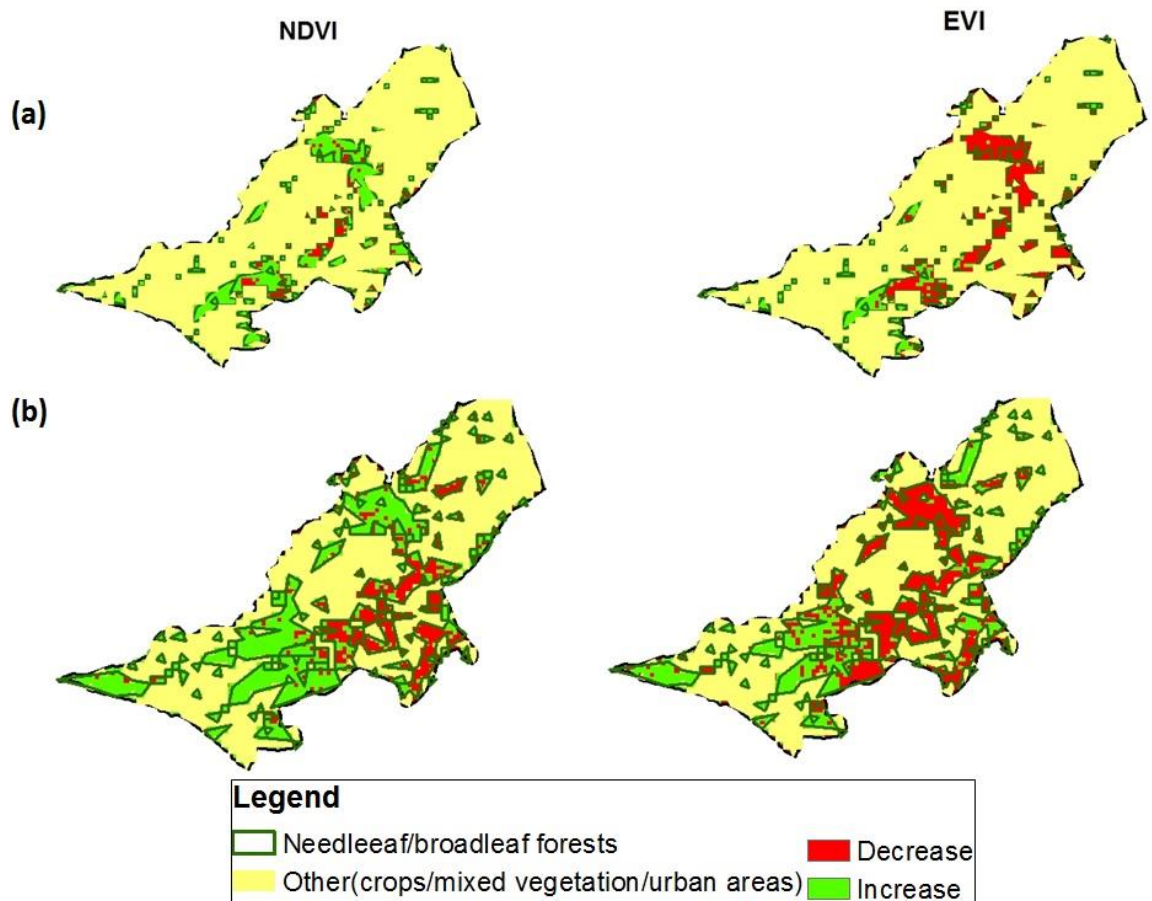 NDVI
EVI
(a)
(b)
Legend
Needleeaf/broadleaf forests
Other(crops/mixed vegetation/urban areas)
Decrease
Increase